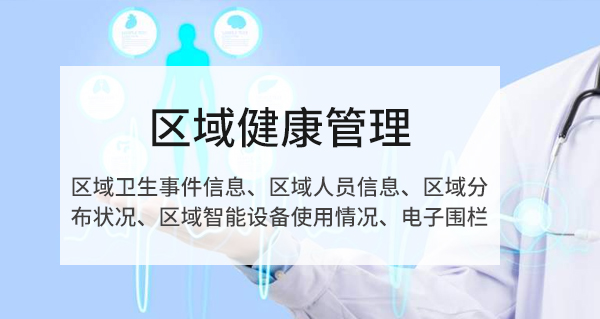 区域健康管理
区域卫生事件信息、区域人员信息、区域分
布状况、区域智能设备使用情况、电子围栏